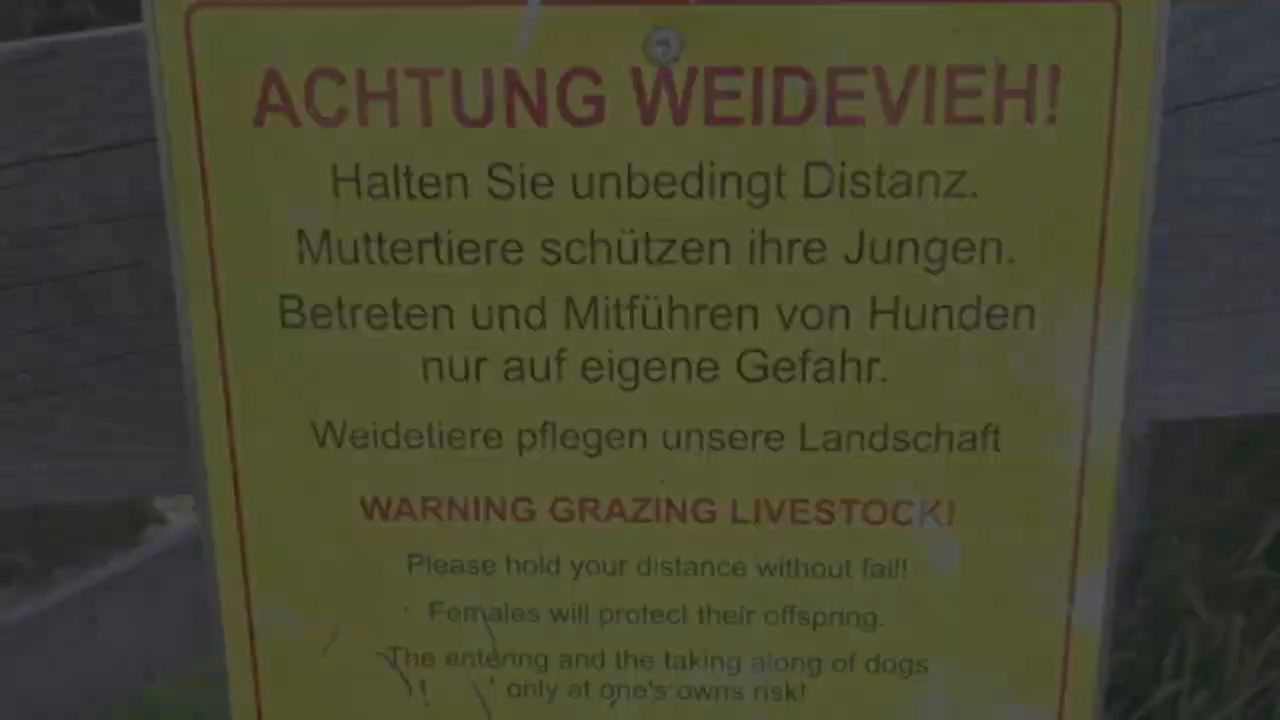 ACHTUNG WEIDEVIEH!
Halten Sie unbedingt Distanz.
Muttertiere schützen ihre Jungen.
Betreten und Mitführen von Hunden
nur auf eigene Gefahr.
Weidetiere pflegen unsere Landschaft
WARNING GRAZING LIVESTOCK!
Please hold your distance without fail!
Females will protect their offspring.
The entering and the taking along of dogs
only at one's owns risk!